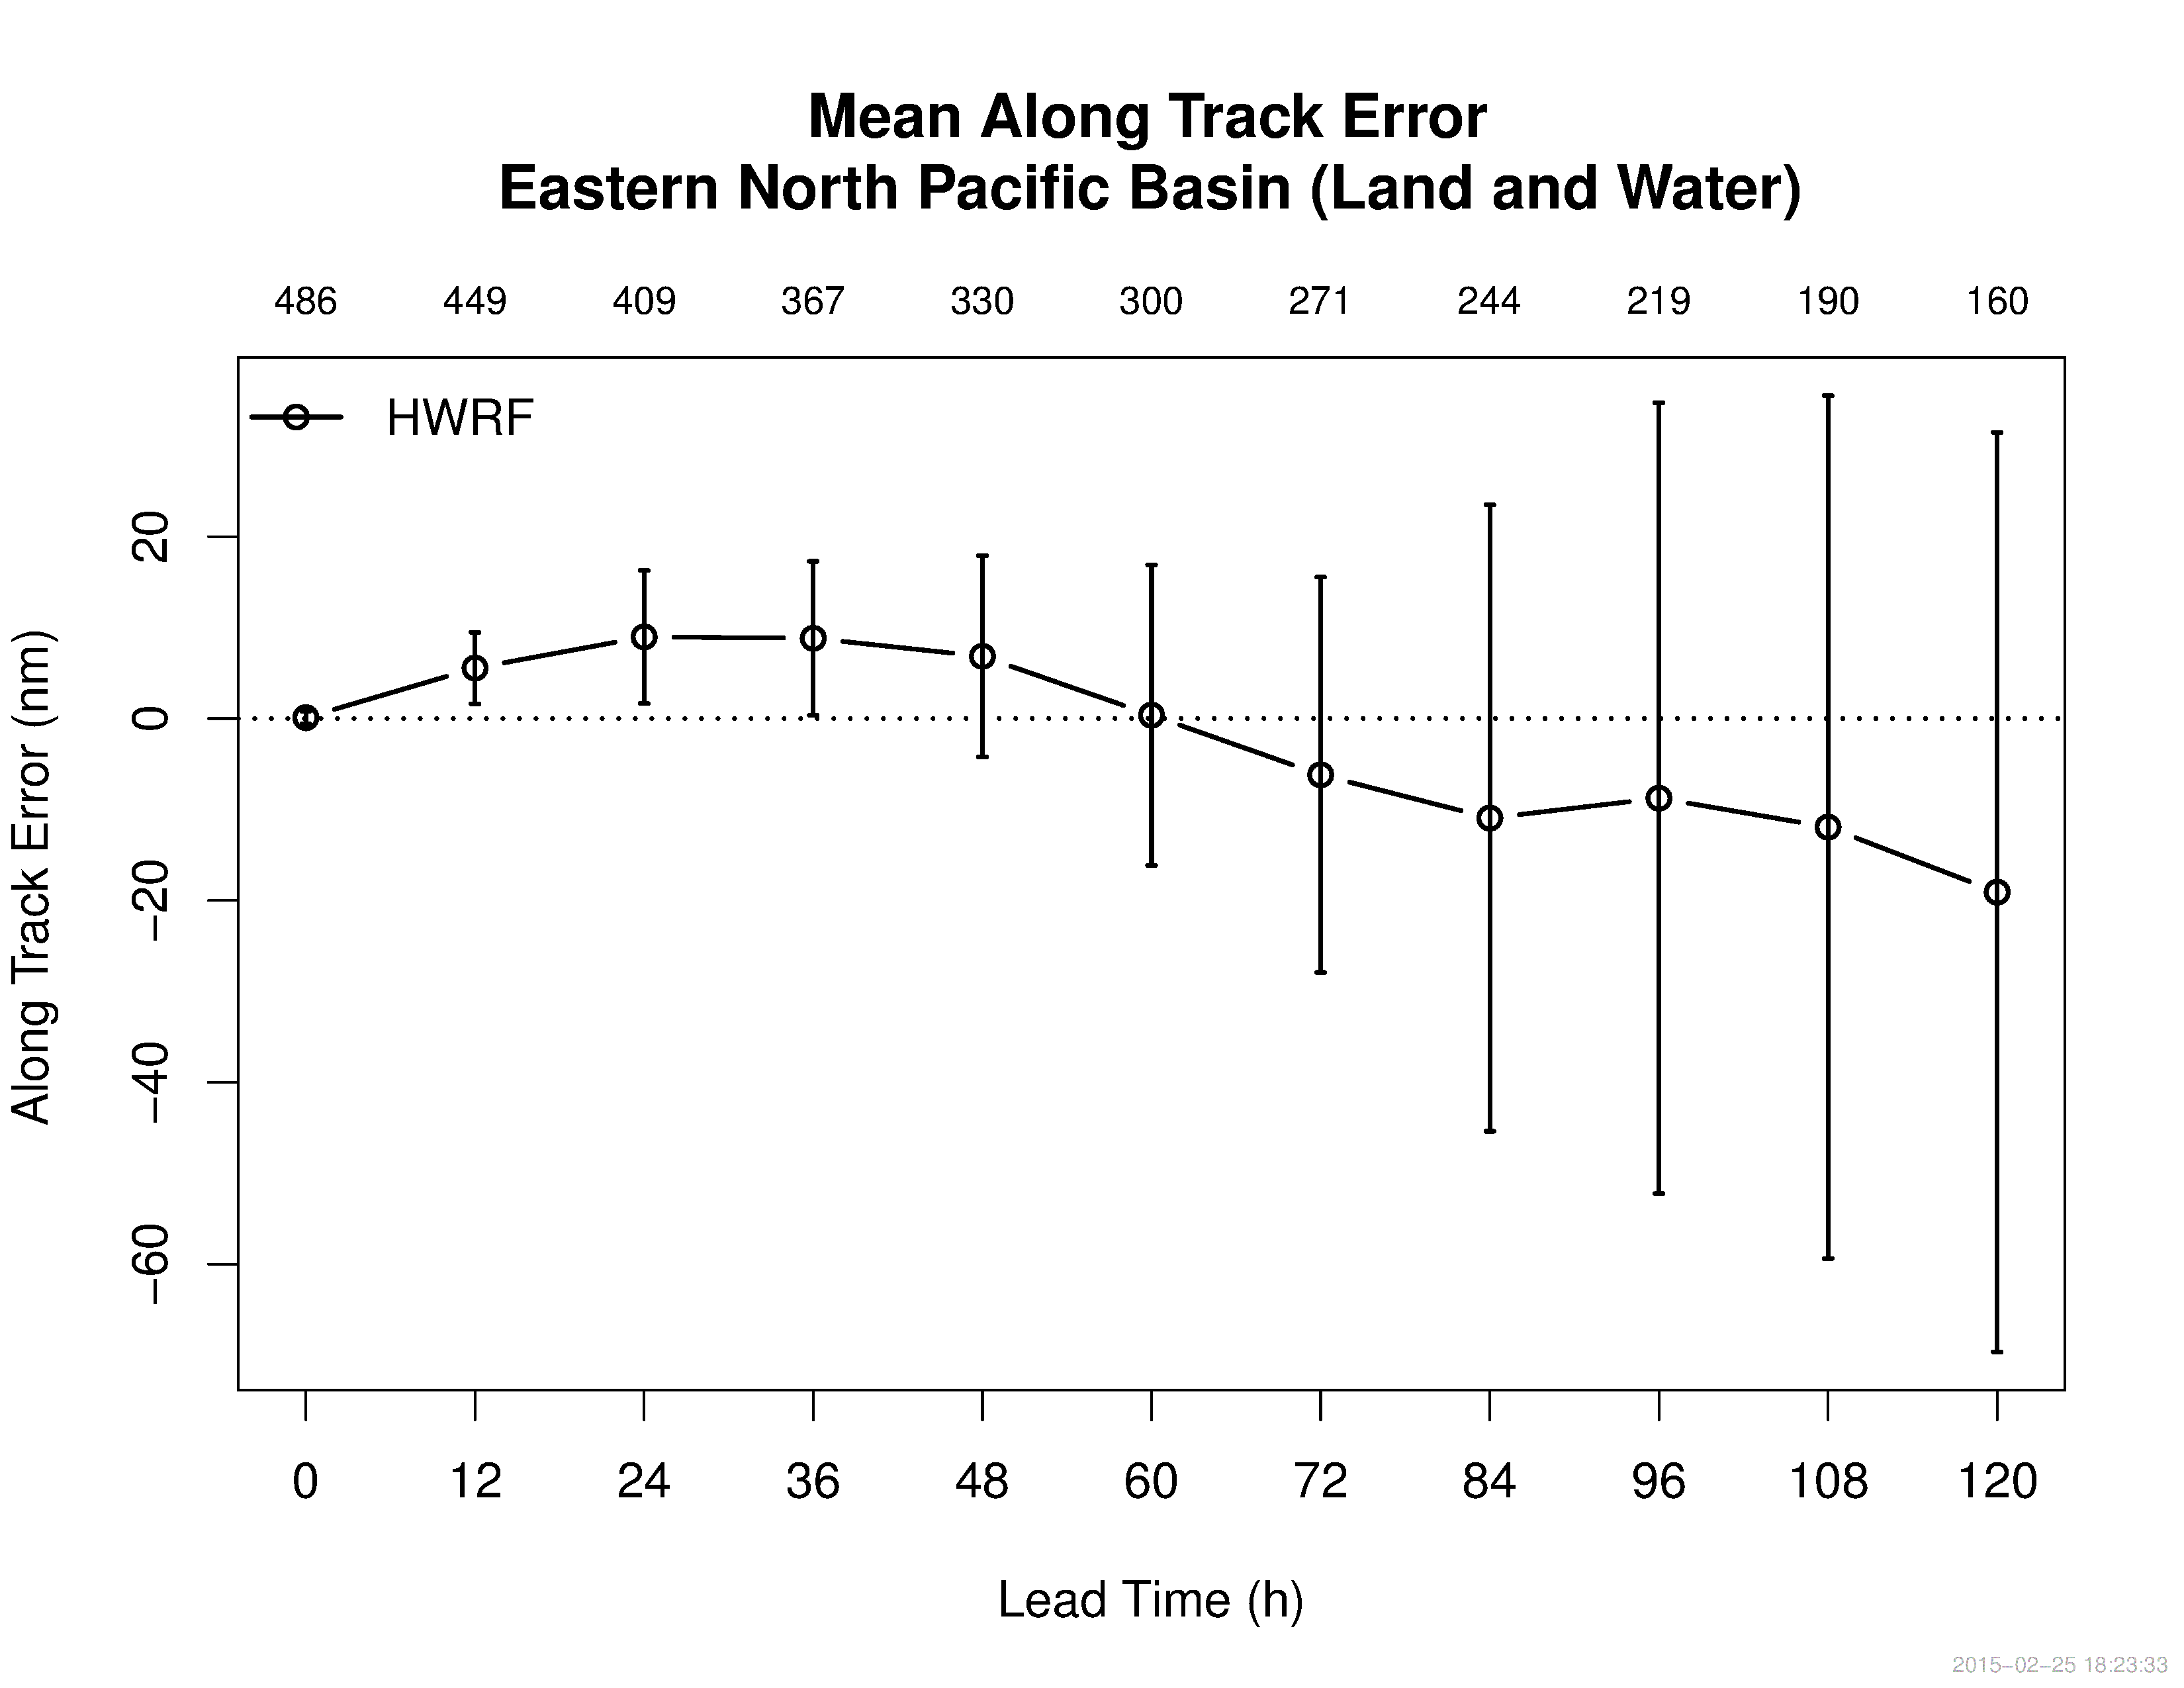 Mean Along Track Error
Eastern North Pacific Basin (Land and Water)
486 449 409 367 330 300 271 244 219 190 160
HWRF
Along Track Error (nm)
20
0
−20
−40
−60
0 12 24 36 48 60 72 84 96 108 120
Lead Time (h)
2015−02−25 18:23:33